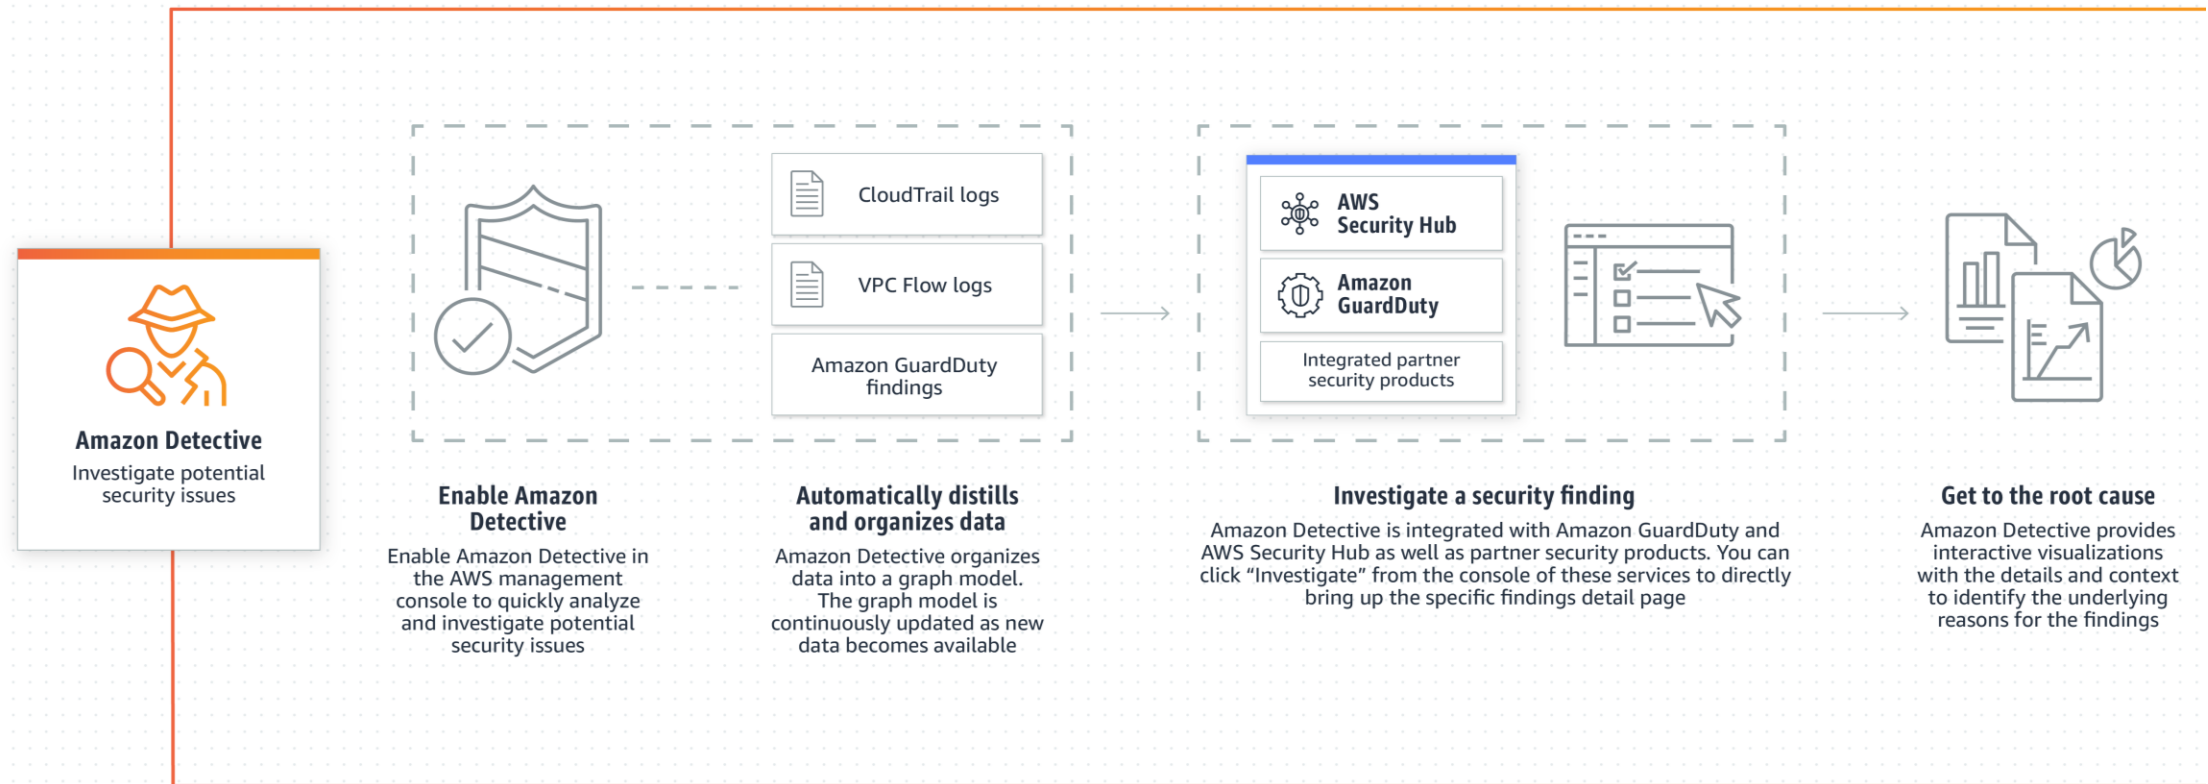 Amazon Detective
Investigate potential
security issues
CloudTrail logs
VPC Flow logs
Amazon GuardDuty
findings
Enable Amazon
Detective
Enable Amazon Detective in
the AWS management
console to quickly analyze
and investigate potential
security issues
Automatically distills
and organizes data
Amazon Detective organizes
data into a graph model.
The graph model is
continuously updated as new
data becomes available
AWS
Security Hub
Amazon
GuardDuty
Integrated partner
security products
Investigate a security finding
Amazon Detective is integrated with Amazon GuardDuty and
AWS Security Hub as well as partner security products. You can
click “Investigate” from the console of these services to directly
bring up the specific findings detail page
Get to the root cause
Amazon Detective provides
interactive visualizations
with the details and context
to identify the underlying
reasons for the findings